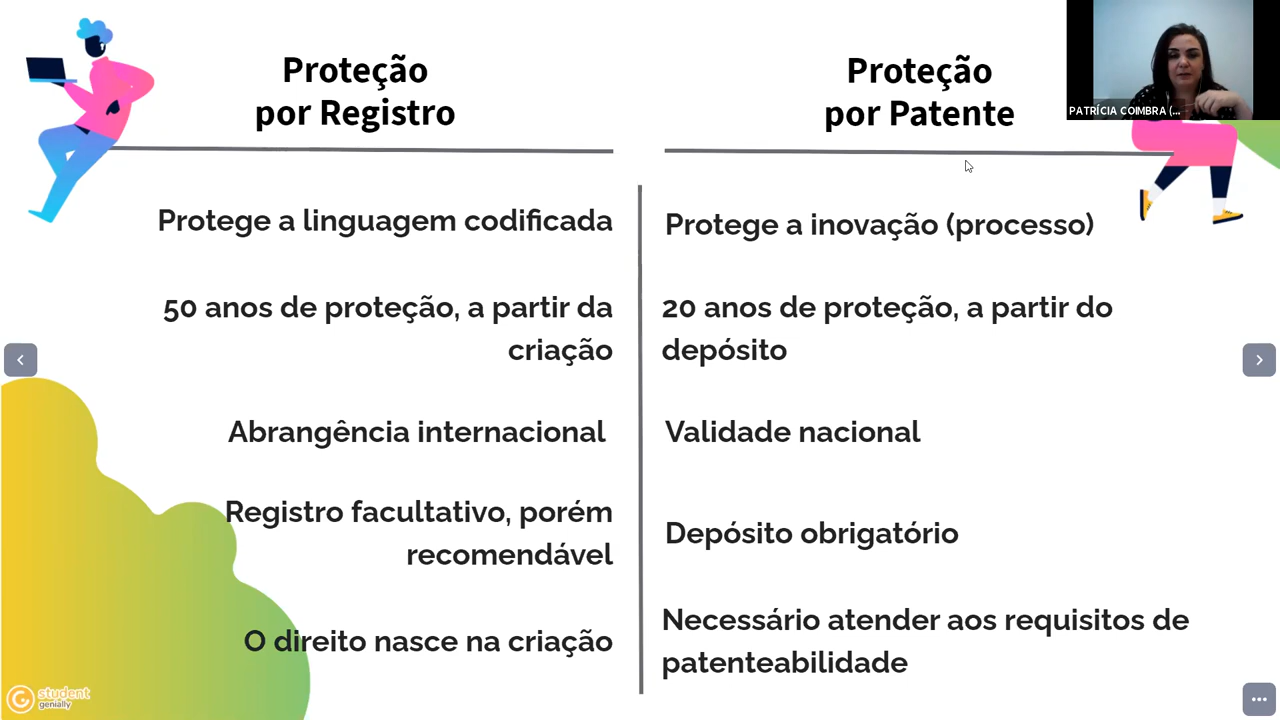 Proteção
por Registro
Protege a linguagem codificada
50 anos de proteção, a partir da
criação
Abrangência internacional
Registro facultativo, porém
recomendável
O direito nasce na criação
Proteção
por Patente
Protege a inovação (processo)
20 anos de proteção, a partir do
depósito
Validade nacional
Depósito obrigatório
Necessário atender aos requisitos de
patenteabilidade
PATRÍCIA COIMBRA (...
student
genially